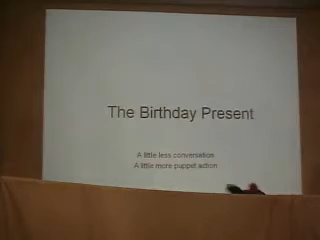 The Birthday Present
A little less conversation
A little more puppet action